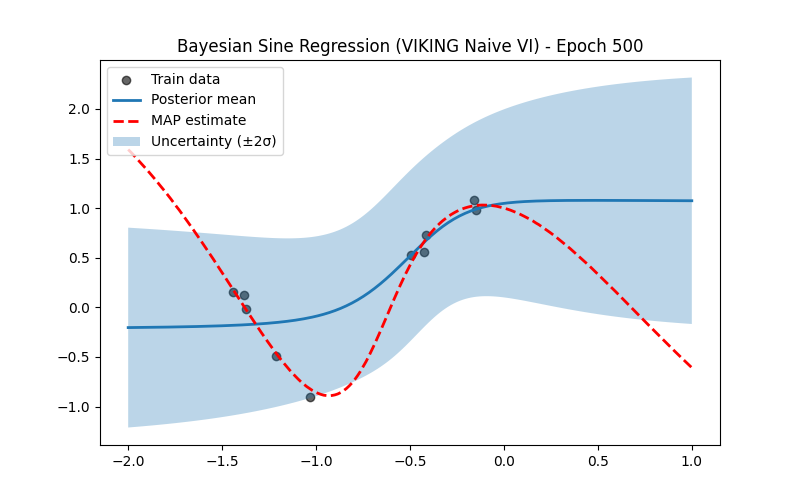 Bayesian Sine Regression (VIKING Naive VI) - Epoch 500
Train data
Posterior mean
MAP estimate
Uncertainty (±2σ)
2.0
1.5
1.0
0.5
0.0
−0.5
−1.0
−2.0 −1.5 −1.0 −0.5 0.0 0.5 1.0